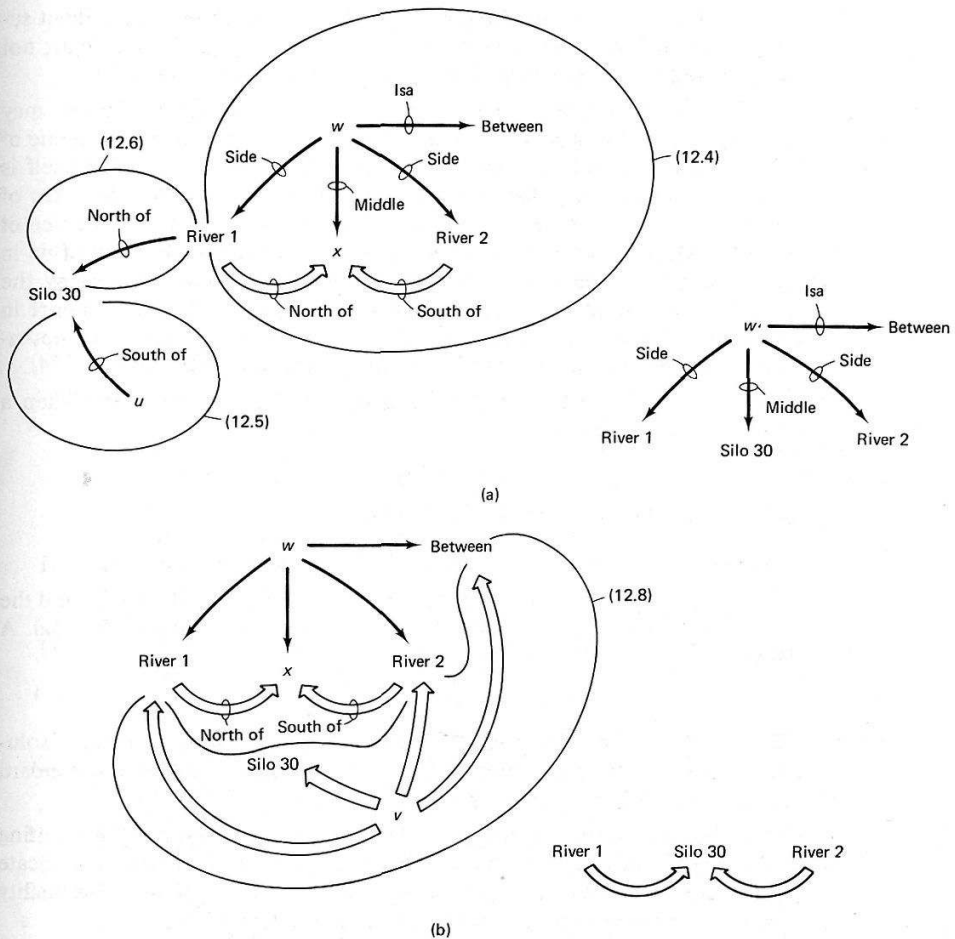 Isa
w
Between
(12.6)
(12.4)
Side
Side
North of
Middle
River 1
River 2
x
Silo 30
North of
South of
South of
u
(12.5)
Isa
w
Between
Side
Side
Middle
River 1
Silo 30
River 2
(a)
w
Between
(12.8)
River 1
x
River 2
North of
South of
Silo 30
v
River 1
Silo 30
River 2
(b)